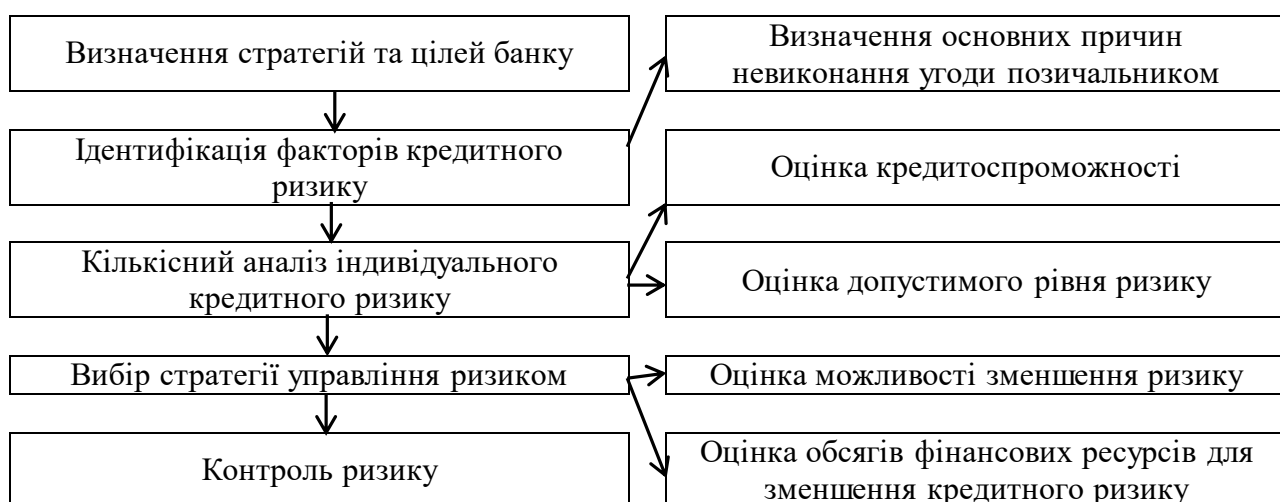 Визначення стратегій та цілей банку
Визначення основних причин
невиконання угоди позичальником
Ідентифікація факторів кредитного
ризику
Оцінка кредитоспроможності
Кількісний аналіз індивідуального
кредитного ризику
Оцінка допустимого рівня ризику
Вибір стратегії управління ризиком
Оцінка можливості зменшення ризику
Контроль ризику
Оцінка обсягів фінансових ресурсів для
зменшення кредитного ризику